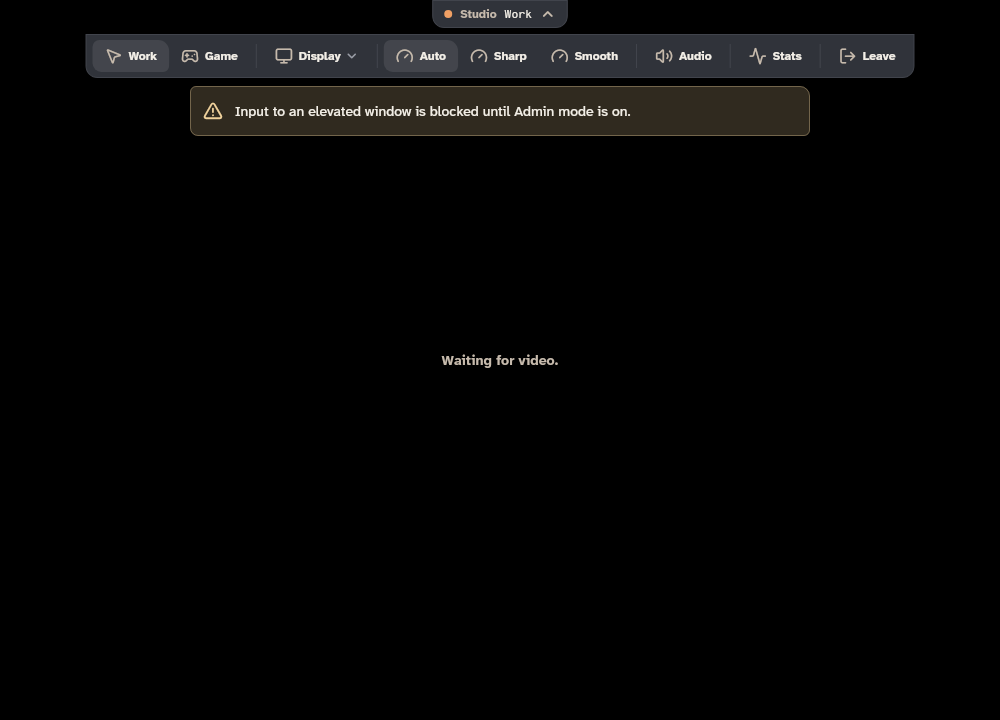 Studio Work
Work Game Display Auto Sharp Smooth Audio Stats Leave
Input to an elevated window is blocked until Admin mode is on.
Waiting for video.